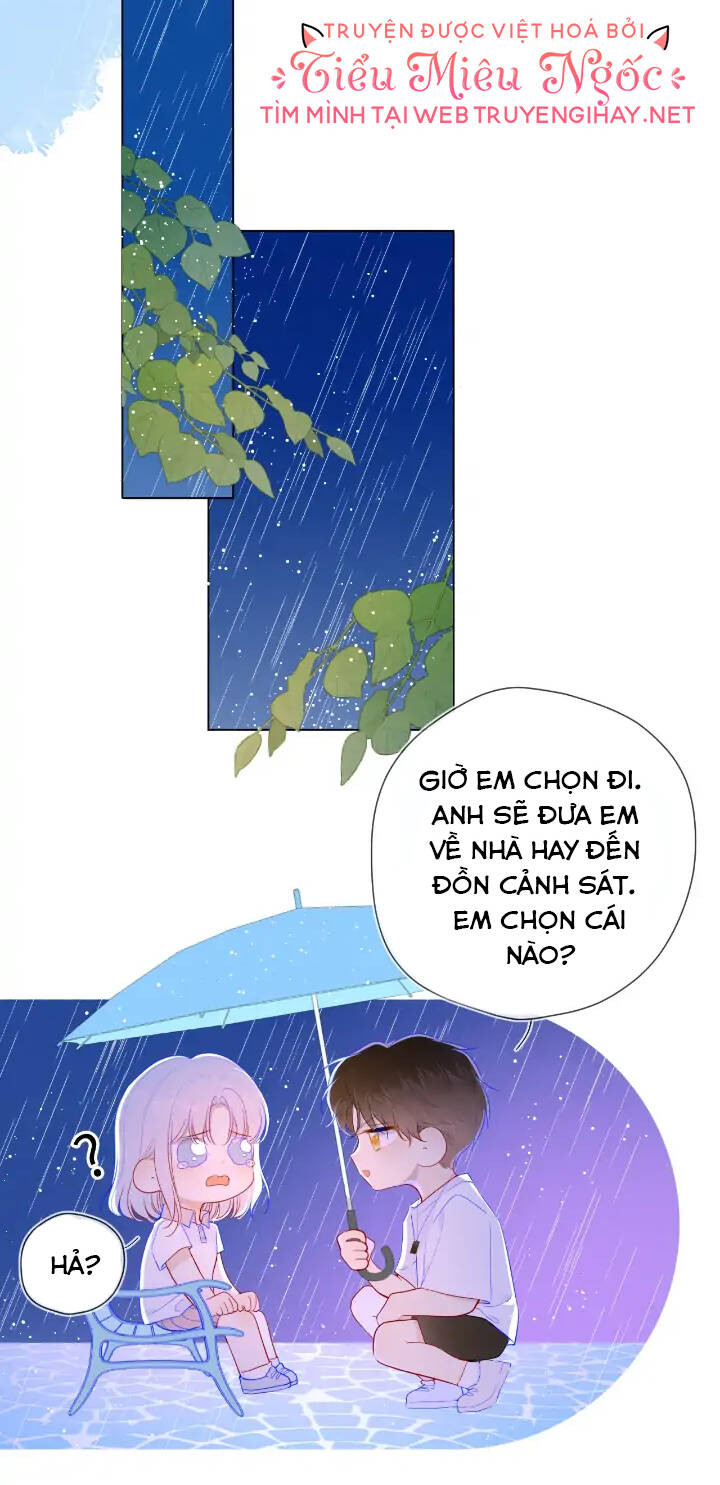 TRUYỆN ĐƯỢC VIỆT HOÁ BỞI
Tiểu Miêu Ngốc
TÌM MÌNH TẠI WEB TRUYENGIHAY.NET
GIỜ EM CHỌN ĐI.
ANH SẼ ĐƯA EM
VỀ NHÀ HAY ĐẾN
ĐỒN CẢNH SÁT.
EM CHỌN CÁI
NÀO?
?
HẢ?